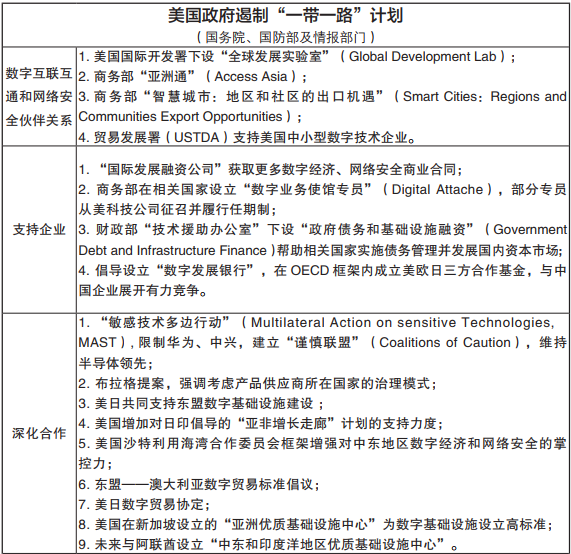 美国政府遏制“一带一路”计划
（国务院、国防部及情报部门）
数字互联互
通和网络安
全伙伴关系
1. 美国国际开发署下设“全球发展实验室”（Global Development Lab）；
2. 商务部“亚洲通”（Access Asia）；
3. 商务部“智慧城市：地区和社区的出口机遇”（Smart Cities：Regions and
Communities Export Opportunities）；
4. 贸易发展署（USTDA）支持美国中小型数字技术企业。
支持企业
1. “国际发展融资公司”获取更多数字经济、网络安全商业合同；
2. 商务部在相关国家设立“数字业务使馆专员”（Digital Attache），部分专员
从美科技公司征召并履行任期制；
3. 财政部“技术援助办公室”下设“政府债务和基础设施融资”（Government
Debt and Infrastructure Finance）帮助相关国家实施债务管理并发展国内资本市场；
4. 倡导设立“数字发展银行”，在 OECD 框架内成立美欧日三方合作基金，与中
国企业展开有力竞争。
深化合作
1. “敏感技术多边行动”（Multilateral Action on sensitive Technologies,
MAST），限制华为、中兴，建立“谨慎联盟”（Coalitions of Caution），维持
半导体领先；
2. 布拉格提案，强调考虑产品供应商所在国家的治理模式；
3. 美日共同支持东盟数字基础设施建设；
4. 美国增加对日印倡导的“亚非增长走廊”计划的支持力度；
5. 美国沙特利用海湾合作委员会框架增强对中东地区数字经济和网络安全的掌
控力；
6. 东盟——澳大利亚数字贸易标准倡议；
7. 美日数字贸易协定；
8. 美国在新加坡设立的“亚洲优质基础设施中心”为数字基础设施设立高标准；
9. 未来与阿联酋设立“中东和印度洋地区优质基础设施中心”。